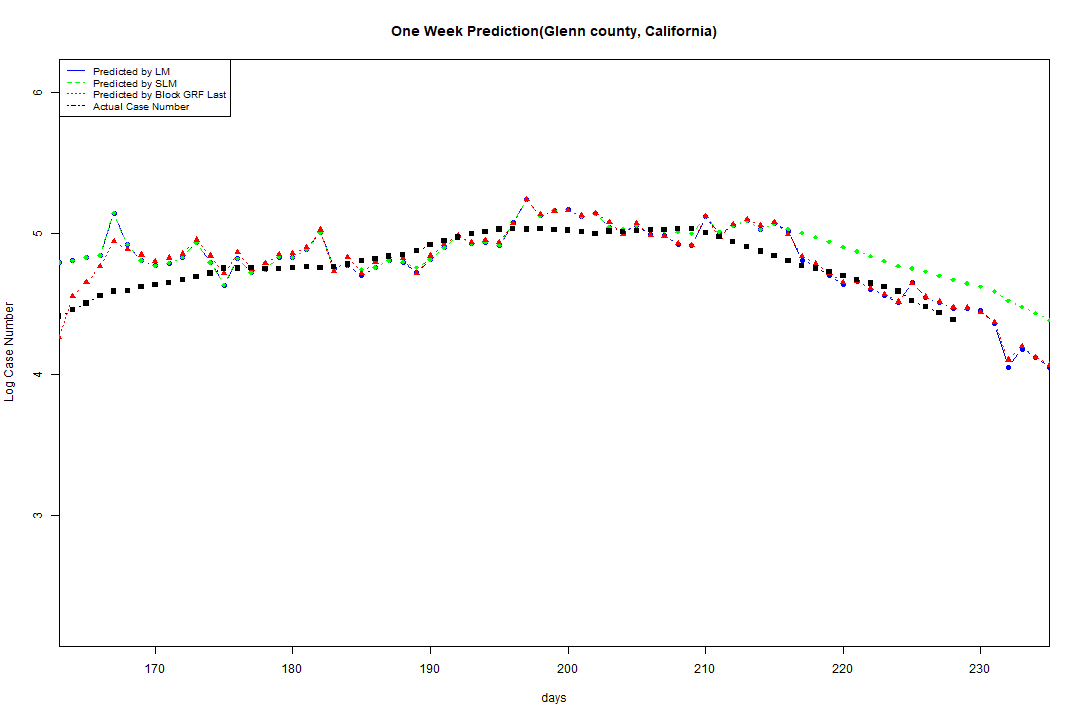 One Week Prediction(Glenn county, California)
Predicted by LM
Predicted by SLM
Predicted by Block GRF Last
Actual Case Number
6
5
4
3
Log Case Number
170 180 190 200 210 220 230
days